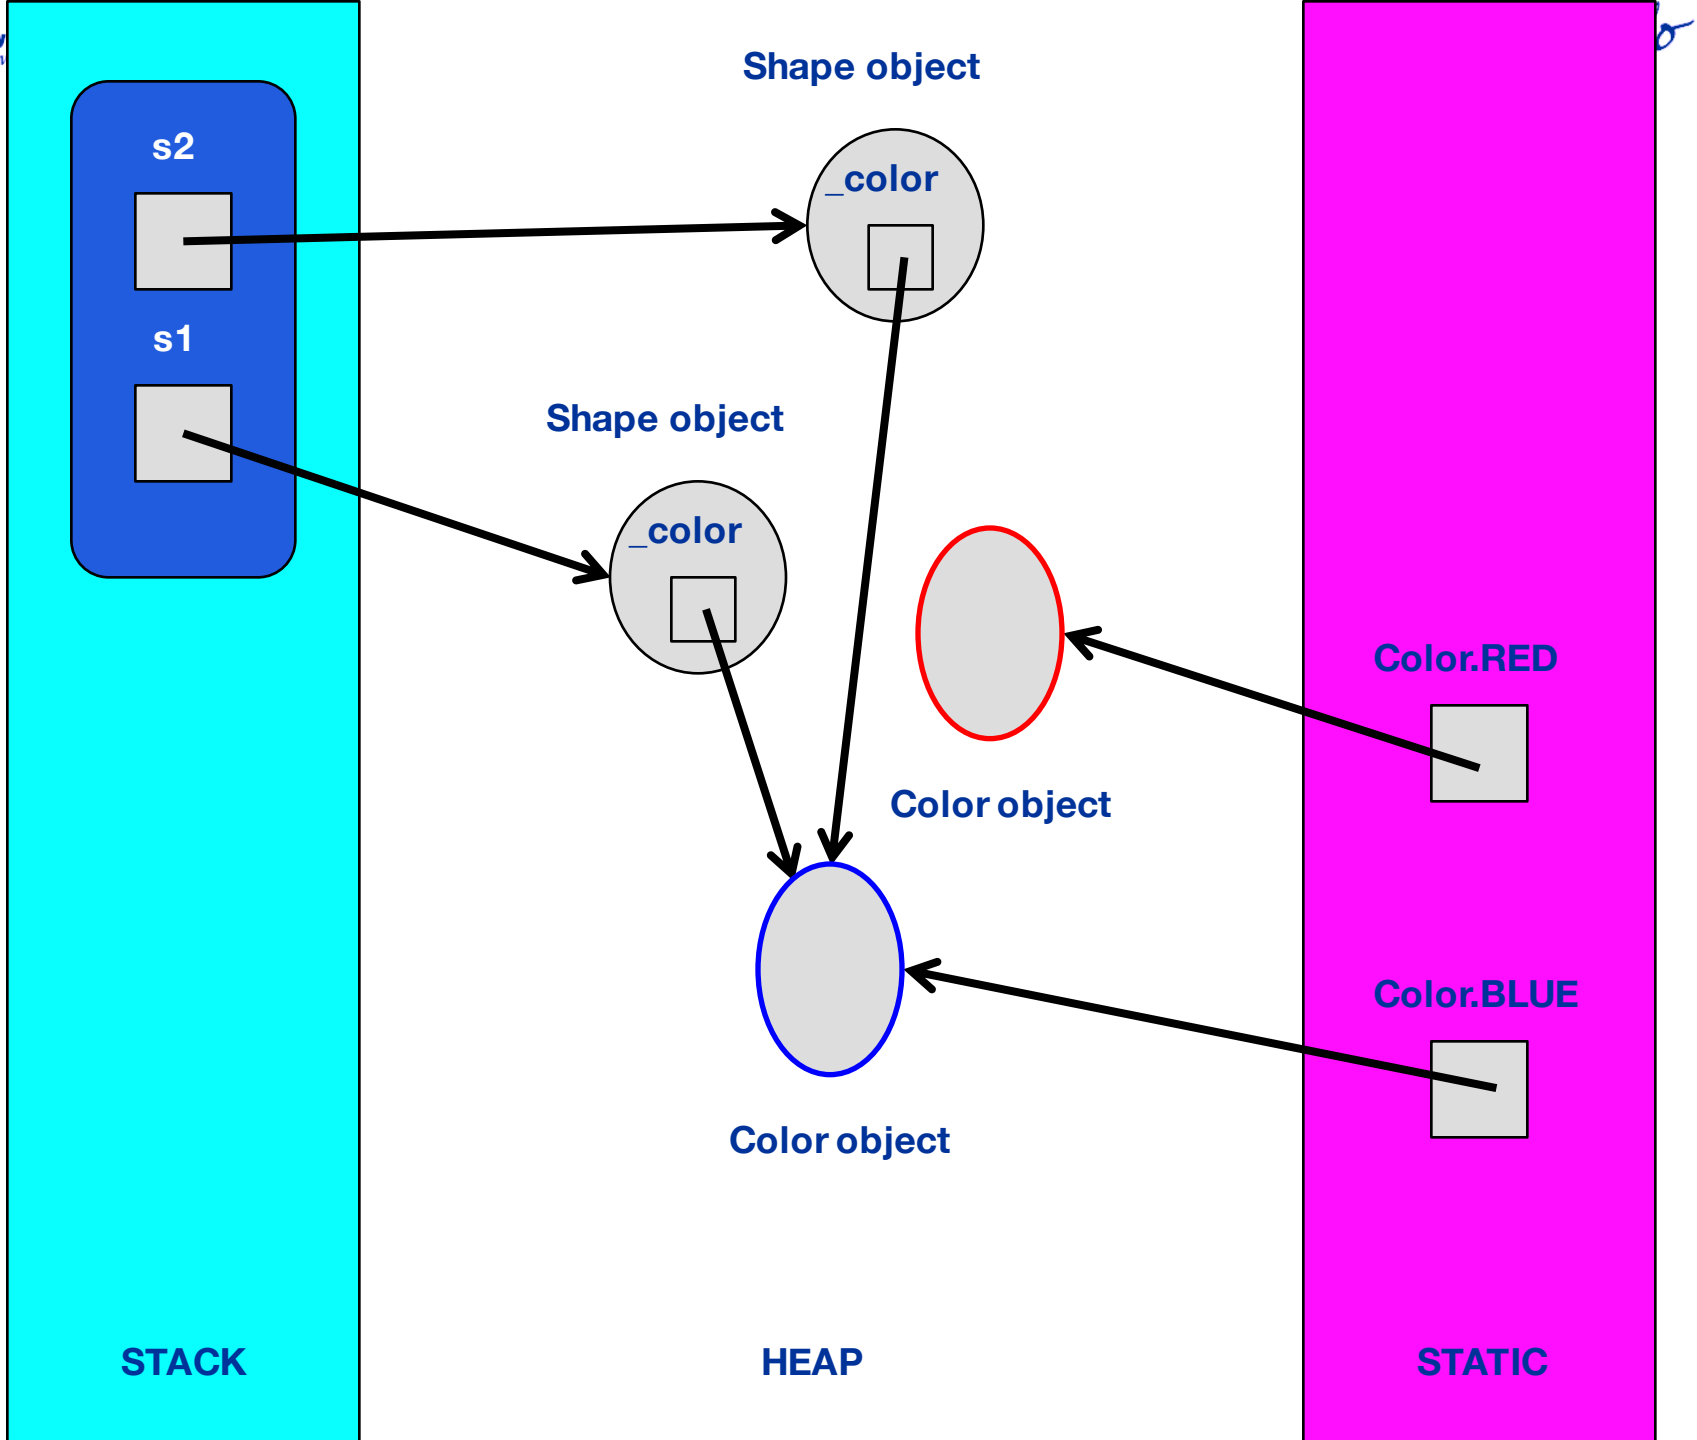 Shape object
s2
_color
s1
Shape object
_color
Color.RED
Color object
Color.BLUE
Color object
STACK
HEAP
STATIC